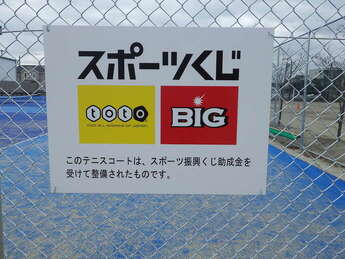 スポーツくじ
toto
BIG
このテニスコートは、スポーツ振興くじ助成金を
受けて整備されたものです。